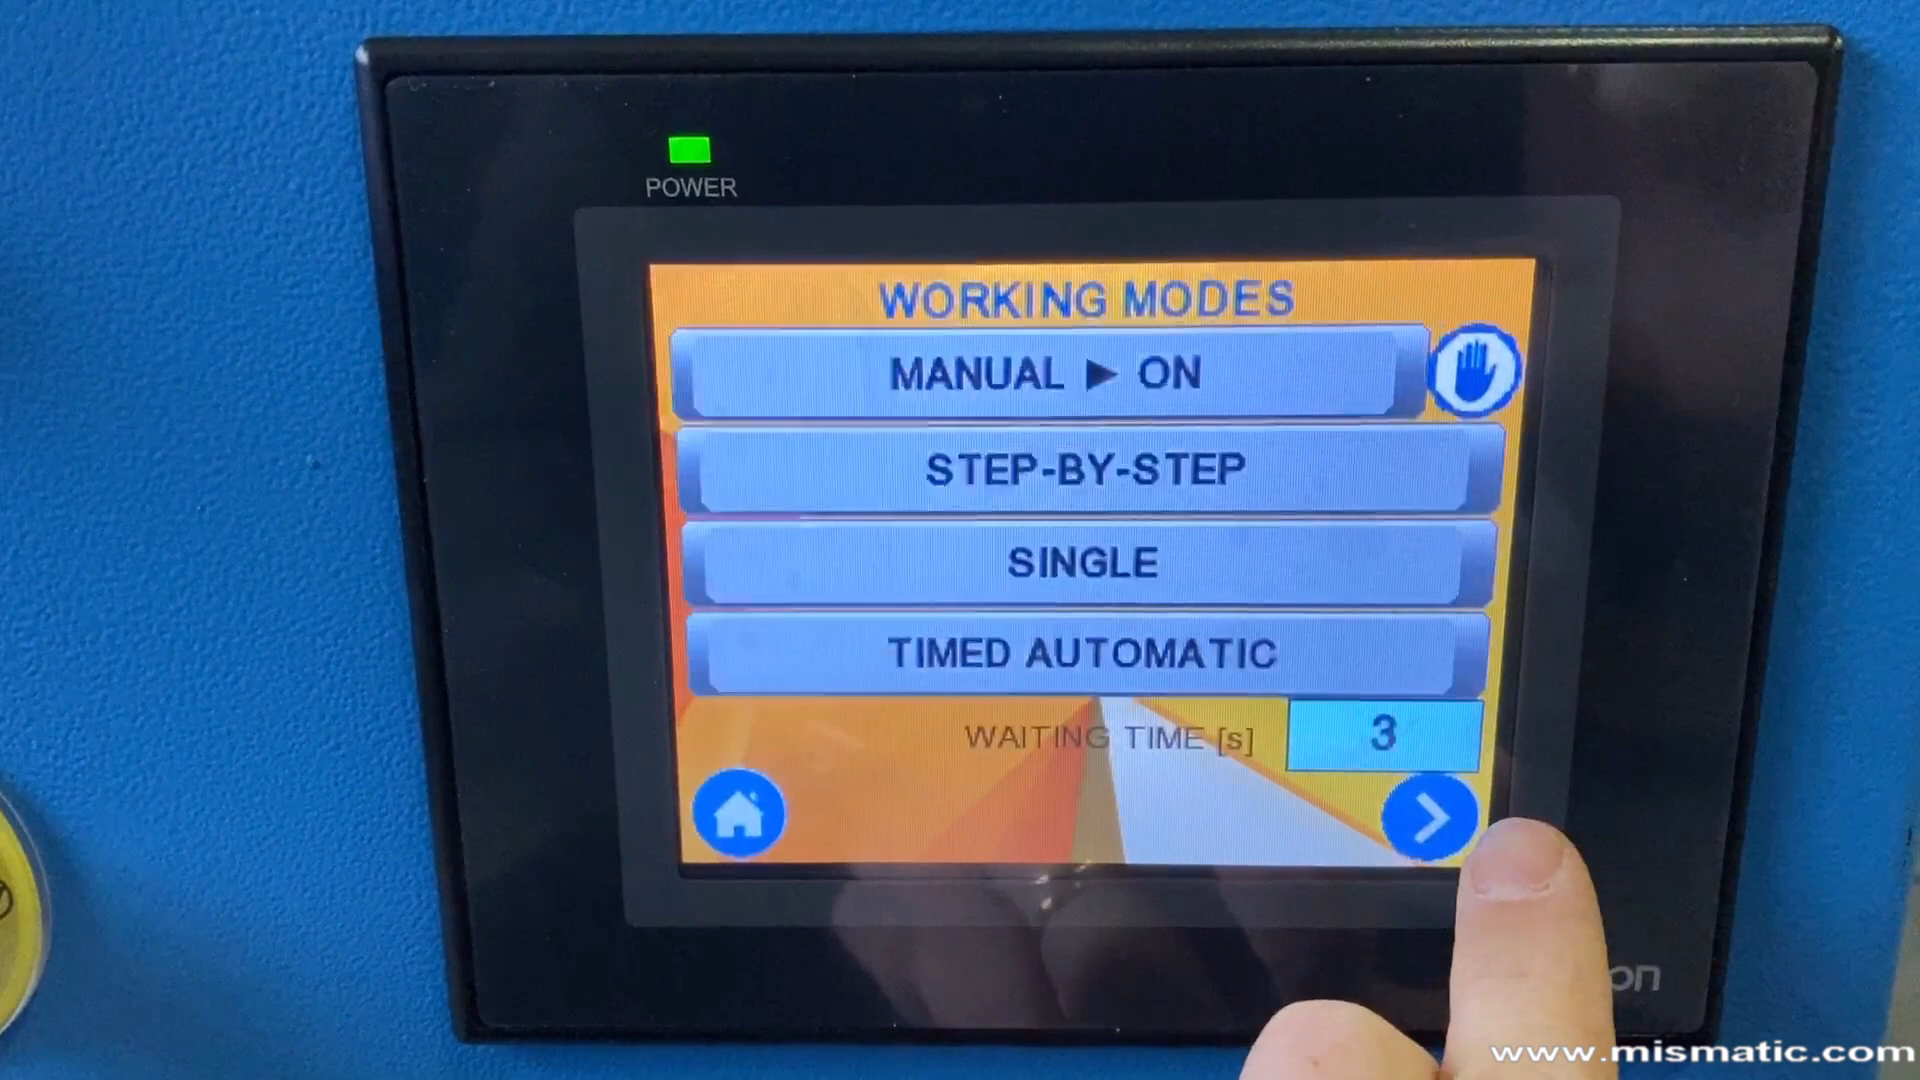 POWER
WORKING MODES
MANUAL ► ON
STEP-BY-STEP
SINGLE
TIMED AUTOMATIC
WAITING TIME [s] 3
www.mismatic.com